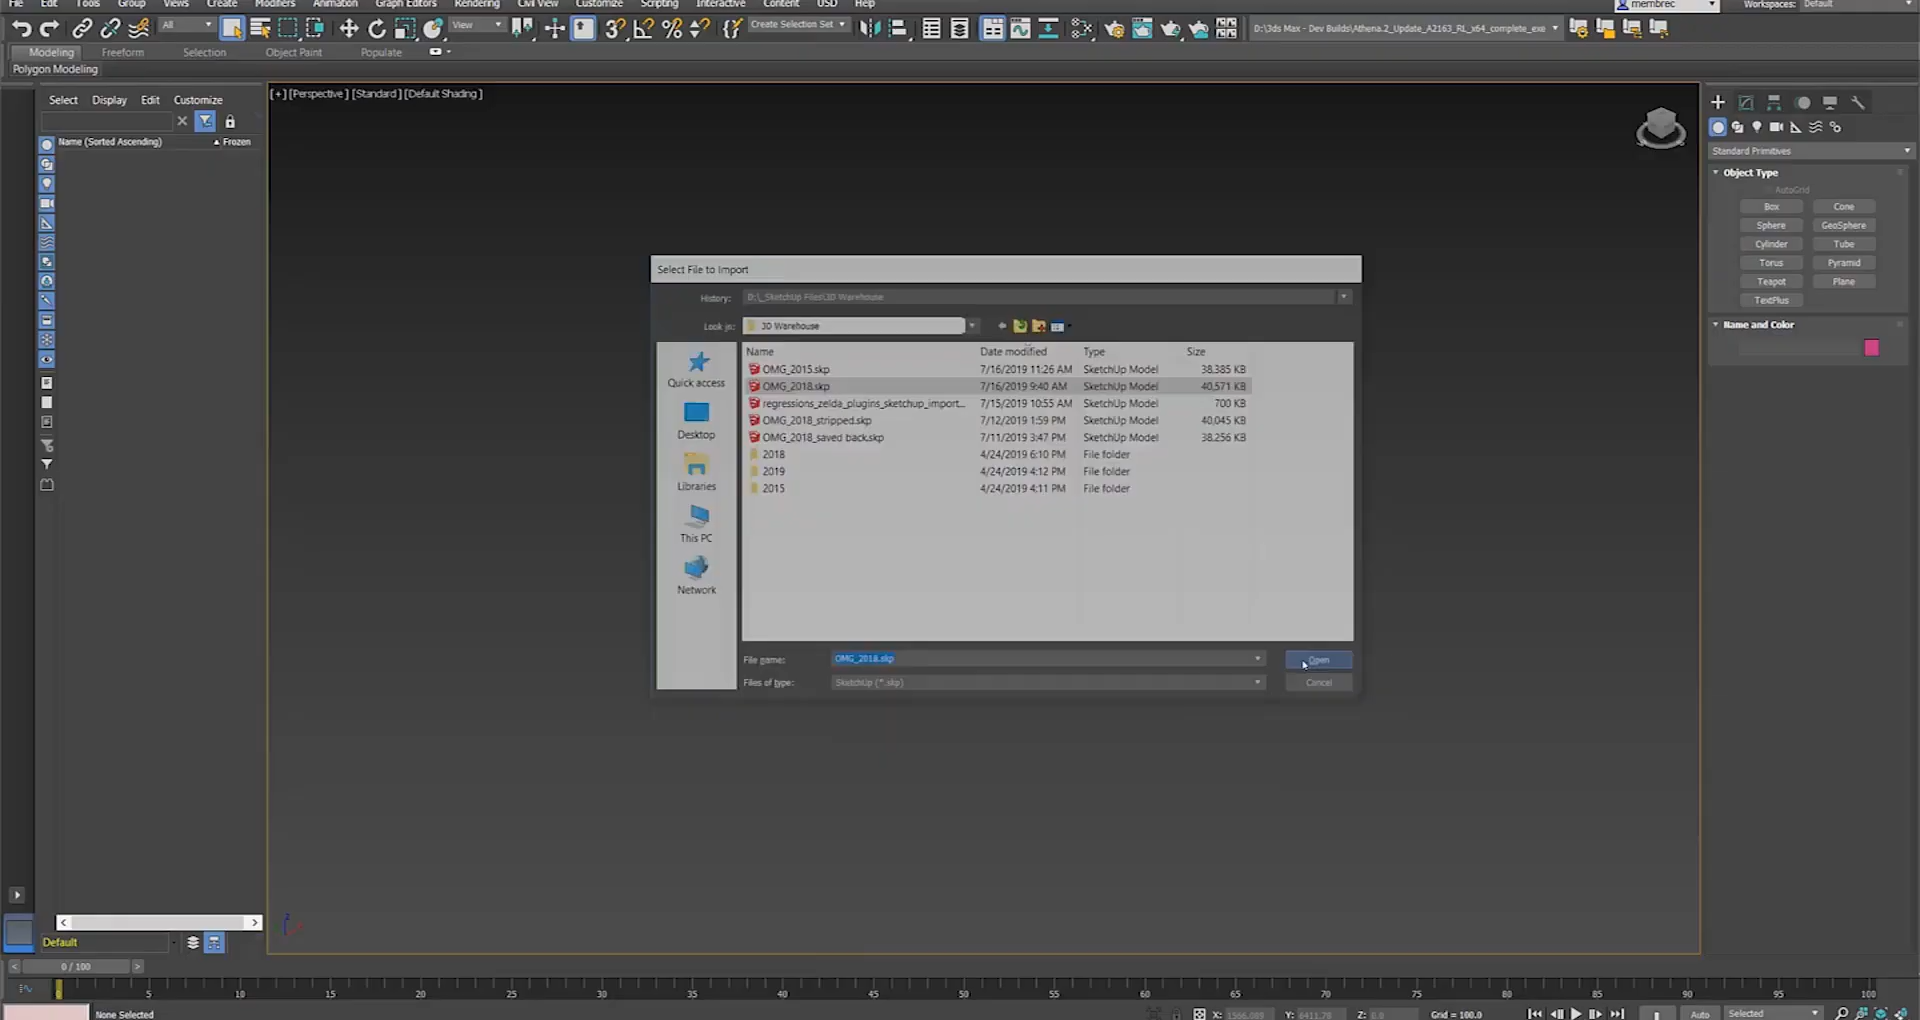 File Edit Tools Group Views Create Modifiers Animation Graph Editors Rendering Civil View Customize Scripting Interactive Content USD Help membrec Workspaces: Default
All View Create Selection Set D:\3ds Max - Dev Builds\Athena.2_Update_A2163_RL_x64_complete_exe
Modeling Freeform Selection Object Paint Populate
Polygon Modeling
Select Display Edit Customize
[+] [Perspective] [Standard] [Default Shading]
Name (Sorted Ascending) Frozen
Standard Primitives
Object Type
AutoGrid
Box Cone
Sphere GeoSphere
Cylinder Tube
Torus Pyramid
Teapot Plane
TextPlus
Name and Color
Select File to Import
History: D:\_SketchUp Files\3D Warehouse
Look in: 3D Warehouse
Name Date modified Type Size
OMG_2015.skp 7/16/2019 11:26 AM SketchUp Model 38,385 KB
OMG_2018.skp 7/16/2019 9:40 AM SketchUp Model 40,571 KB
regressions_zelda_plugins_sketchup_import... 7/15/2019 10:55 AM SketchUp Model 700 KB
OMG_2018_stripped.skp 7/12/2019 1:59 PM SketchUp Model 40,045 KB
OMG_2018_saved back.skp 7/11/2019 3:47 PM SketchUp Model 38,256 KB
2018 4/24/2019 6:10 PM File folder
2019 4/24/2019 4:12 PM File folder
2015 4/24/2019 4:11 PM File folder
Quick access
Desktop
Libraries
This PC
Network
File name: OMG_2018.skp Open
Files of type: SketchUp (*.skp) Cancel
Default
0 / 100
0 5 10 15 20 25 30 35 40 45 50 55 60 65 70 75 80 85 90 95 100
None Selected X: Y: Z: 0.0 Grid = 100.0 Auto Selected